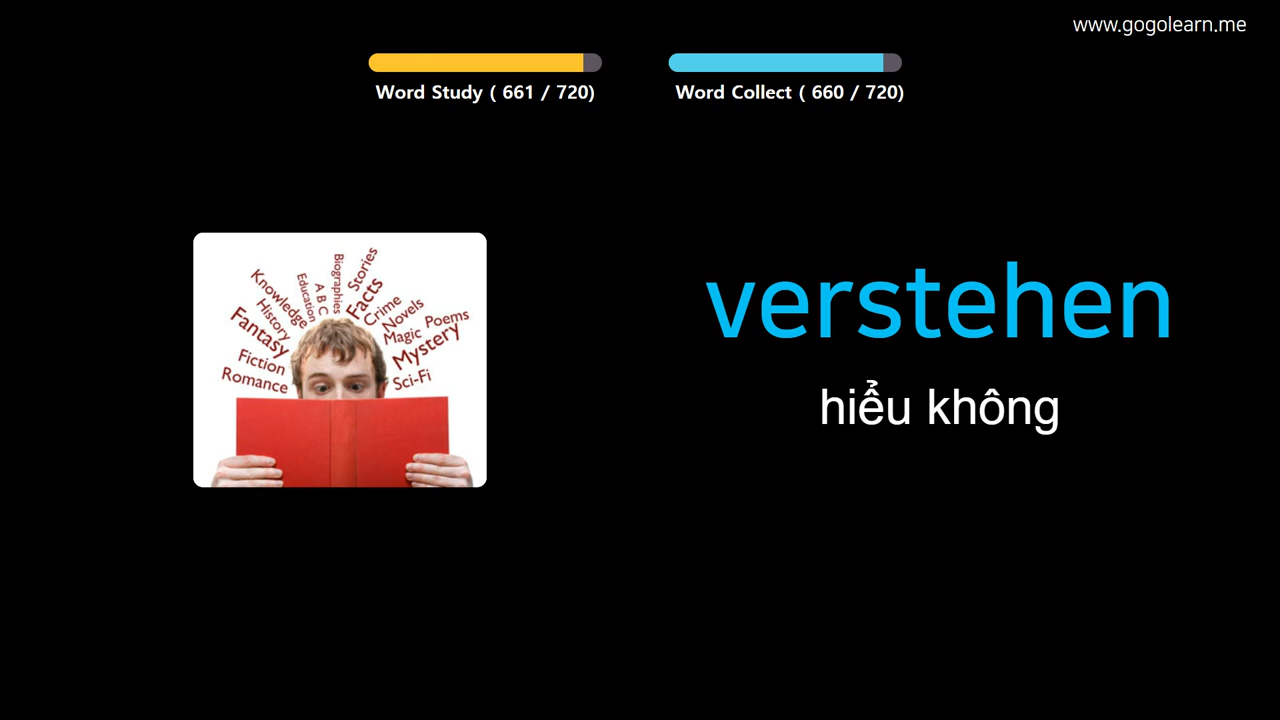 www.gogolearn.me
Word Study ( 661 / 720)
Word Collect ( 660 / 720)
verstehen
hiểu không
Stories
Biographies
Facts
A B C
Education
Knowledge
Crime
History
Novels
Fantasy
Magic
Poems
Mystery
Fiction
Sci-Fi
Romance